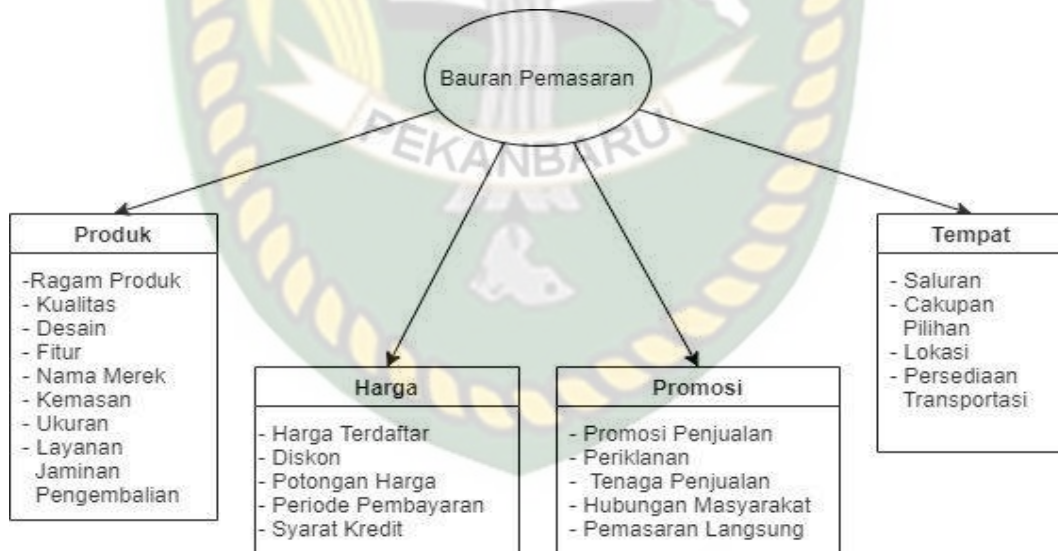 Bauran Pemasaran
PEKANBARU
Produk
-Ragam Produk
- Kualitas
- Desain
- Fitur
- Nama Merek
- Kemasan
- Ukuran
- Layanan
Jaminan
Pengembalian
Harga
- Harga Terdaftar
- Diskon
- Potongan Harga
- Periode Pembayaran
- Syarat Kredit
Promosi
- Promosi Penjualan
- Periklanan
- Tenaga Penjualan
- Hubungan Masyarakat
- Pemasaran Langsung
Tempat
- Saluran
- Cakupan
Pilihan
- Lokasi
- Persediaan
Transportasi